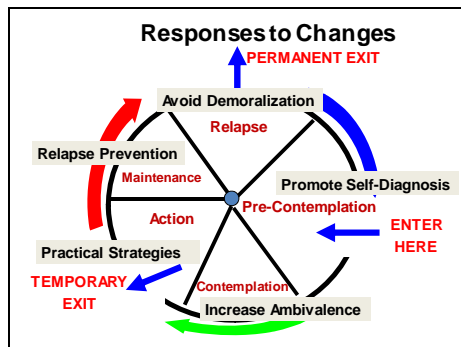 Responses to Changes
PERMANENT EXIT
Avoid Demoralization
Relapse
Relapse Prevention
Maintenance
Promote Self-Diagnosis
Pre-Contemplation
Action
ENTER
HERE
Practical Strategies
TEMPORARY
EXIT
Contemplation
Increase Ambivalence